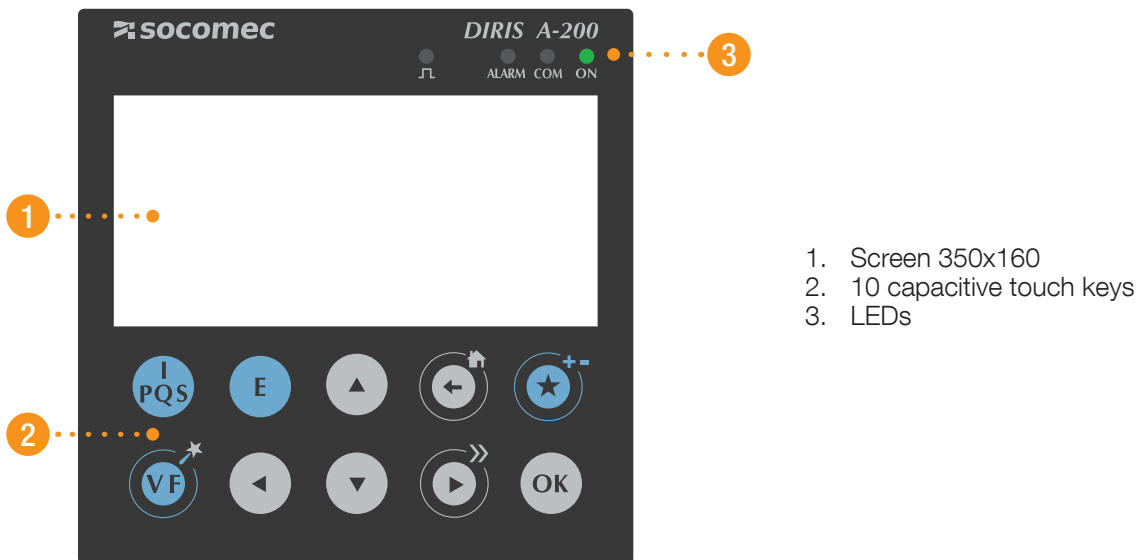 socomec
DIRIS A-200
3
ALARM COM ON
1
1. Screen 350x160
2. 10 capacitive touch keys
3. LEDs
I
PQS
E
+ -
2
VF
OK